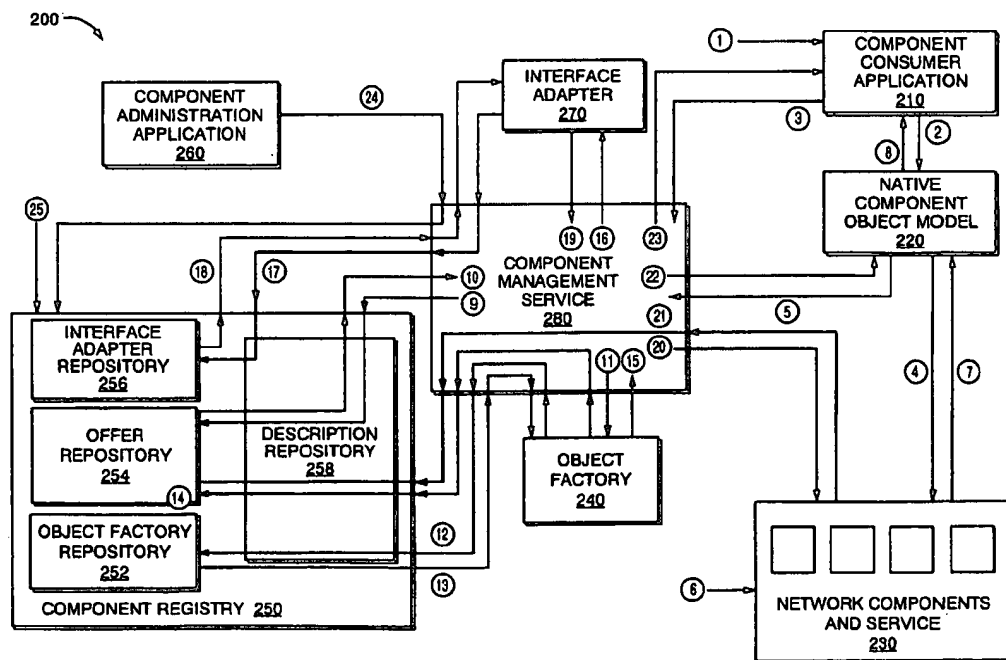 200
COMPONENT
ADMINISTRATION
APPLICATION
260
24
INTERFACE
ADAPTER
270
1
COMPONENT
CONSUMER
APPLICATION
210
3
8
2
NATIVE
COMPONENT
OBJECT MODEL
220
25
18
17
19
16
23
10
9
COMPONENT
MANAGEMENT
SERVICE
280
22
21
20
5
4
7
INTERFACE
ADAPTER
REPOSITORY
256
OFFER
REPOSITORY
254
14
DESCRIPTION
REPOSITORY
258
11
15
OBJECT
FACTORY
240
OBJECT FACTORY
REPOSITORY
252
12
13
COMPONENT REGISTRY 250
6
NETWORK COMPONENTS
AND SERVICE
230